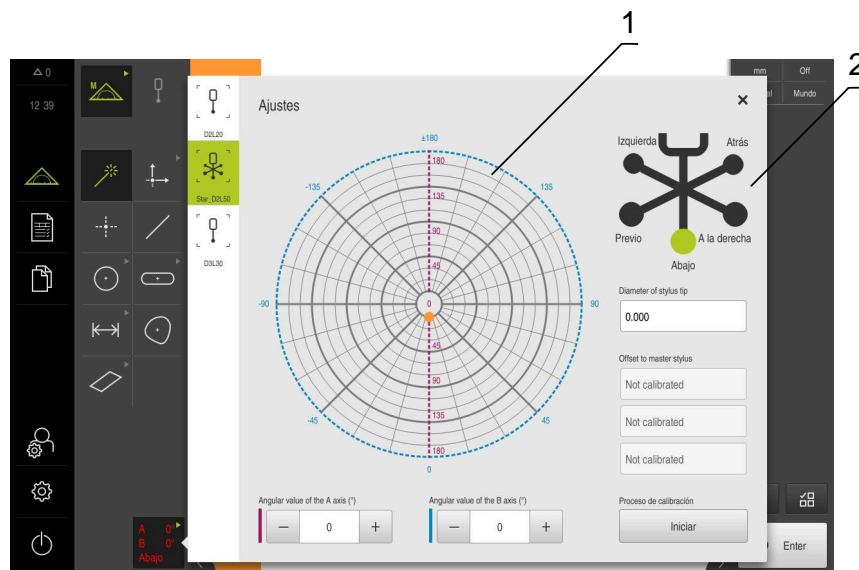 1
2
0
12 39
M
mm
Off
Mundo
D2L20
Star_D2L50
D3L30
Ajustes
±180
180
-135
135
135
90
45
-90
0
90
45
90
-45
135
45
180
0
Izquierda
Atrás
Previo
A la derecha
Abajo
Diameter of stylus tip
0.000
Offset to master stylus
Not calibrated
Not calibrated
Not calibrated
Angular value of the A axis (°)
Angular value of the B axis (°)
Proceso de calibración
− 0 +
− 0 +
Iniciar
A 0°
B 0°
Abajo
Enter